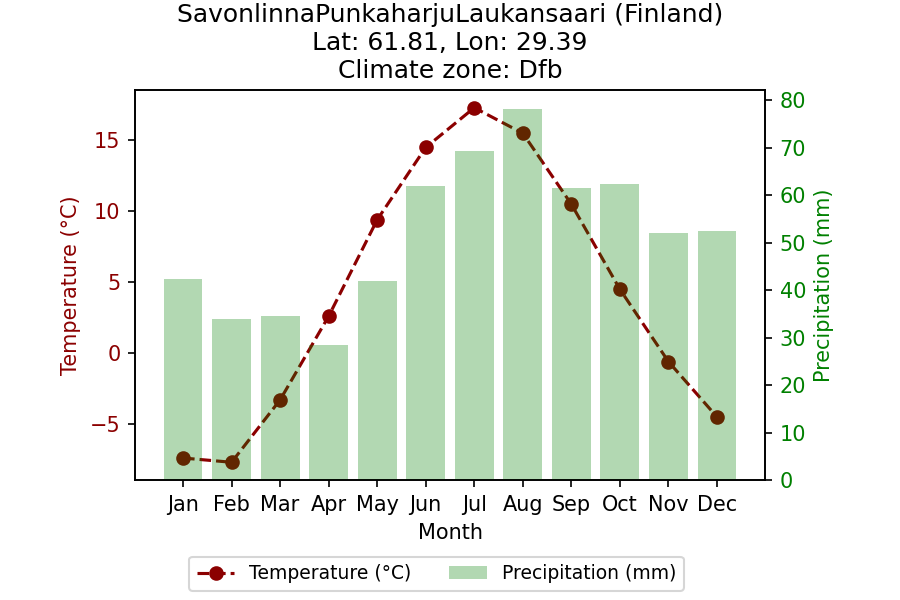 SavonlinnaPunkaharjuLaukansaari (Finland)
Lat: 61.81, Lon: 29.39
Climate zone: Dfb
Temperature (°C)
15
10
5
0
−5
80
70
60
50
40
30
20
10
0
Precipitation (mm)
Jan Feb Mar Apr May Jun Jul Aug Sep Oct Nov Dec
Month
Temperature (°C) Precipitation (mm)